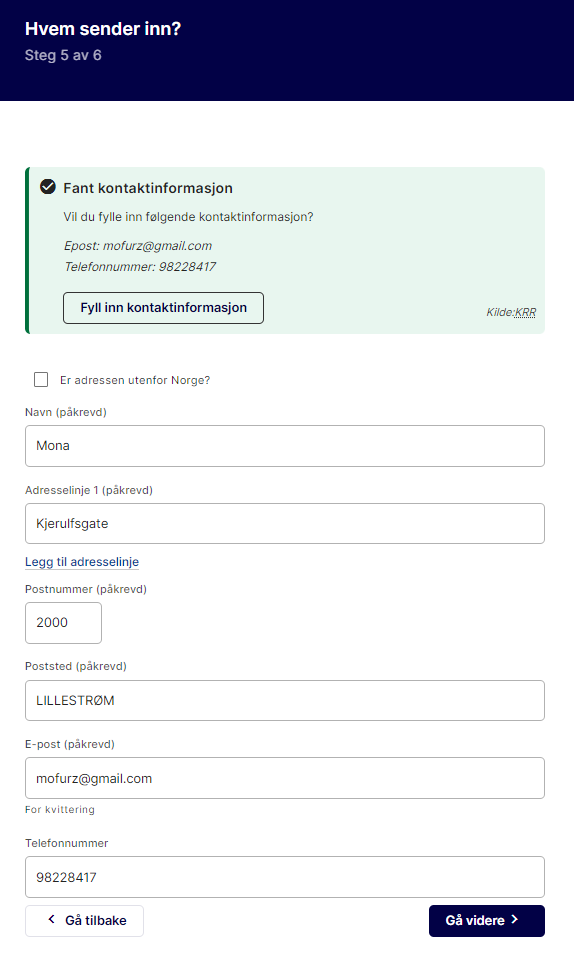 Hvem sender inn?
Steg 5 av 6
Fant kontaktinformasjon
Vil du fylle inn følgende kontaktinformasjon?
Epost: mofurz@gmail.com
Telefonnummer: 98228417
Fyll inn kontaktinformasjon
Kilde:KRR
Er adressen utenfor Norge?
Navn (påkrevd)
Mona
Adresselinje 1 (påkrevd)
Kjerulfsgate
Legg til adresselinje
Postnummer (påkrevd)
2000
Poststed (påkrevd)
LILLESTRØM
E-post (påkrevd)
mofurz@gmail.com
For kvittering
Telefonnummer
98228417
Gå tilbake
Gå videre